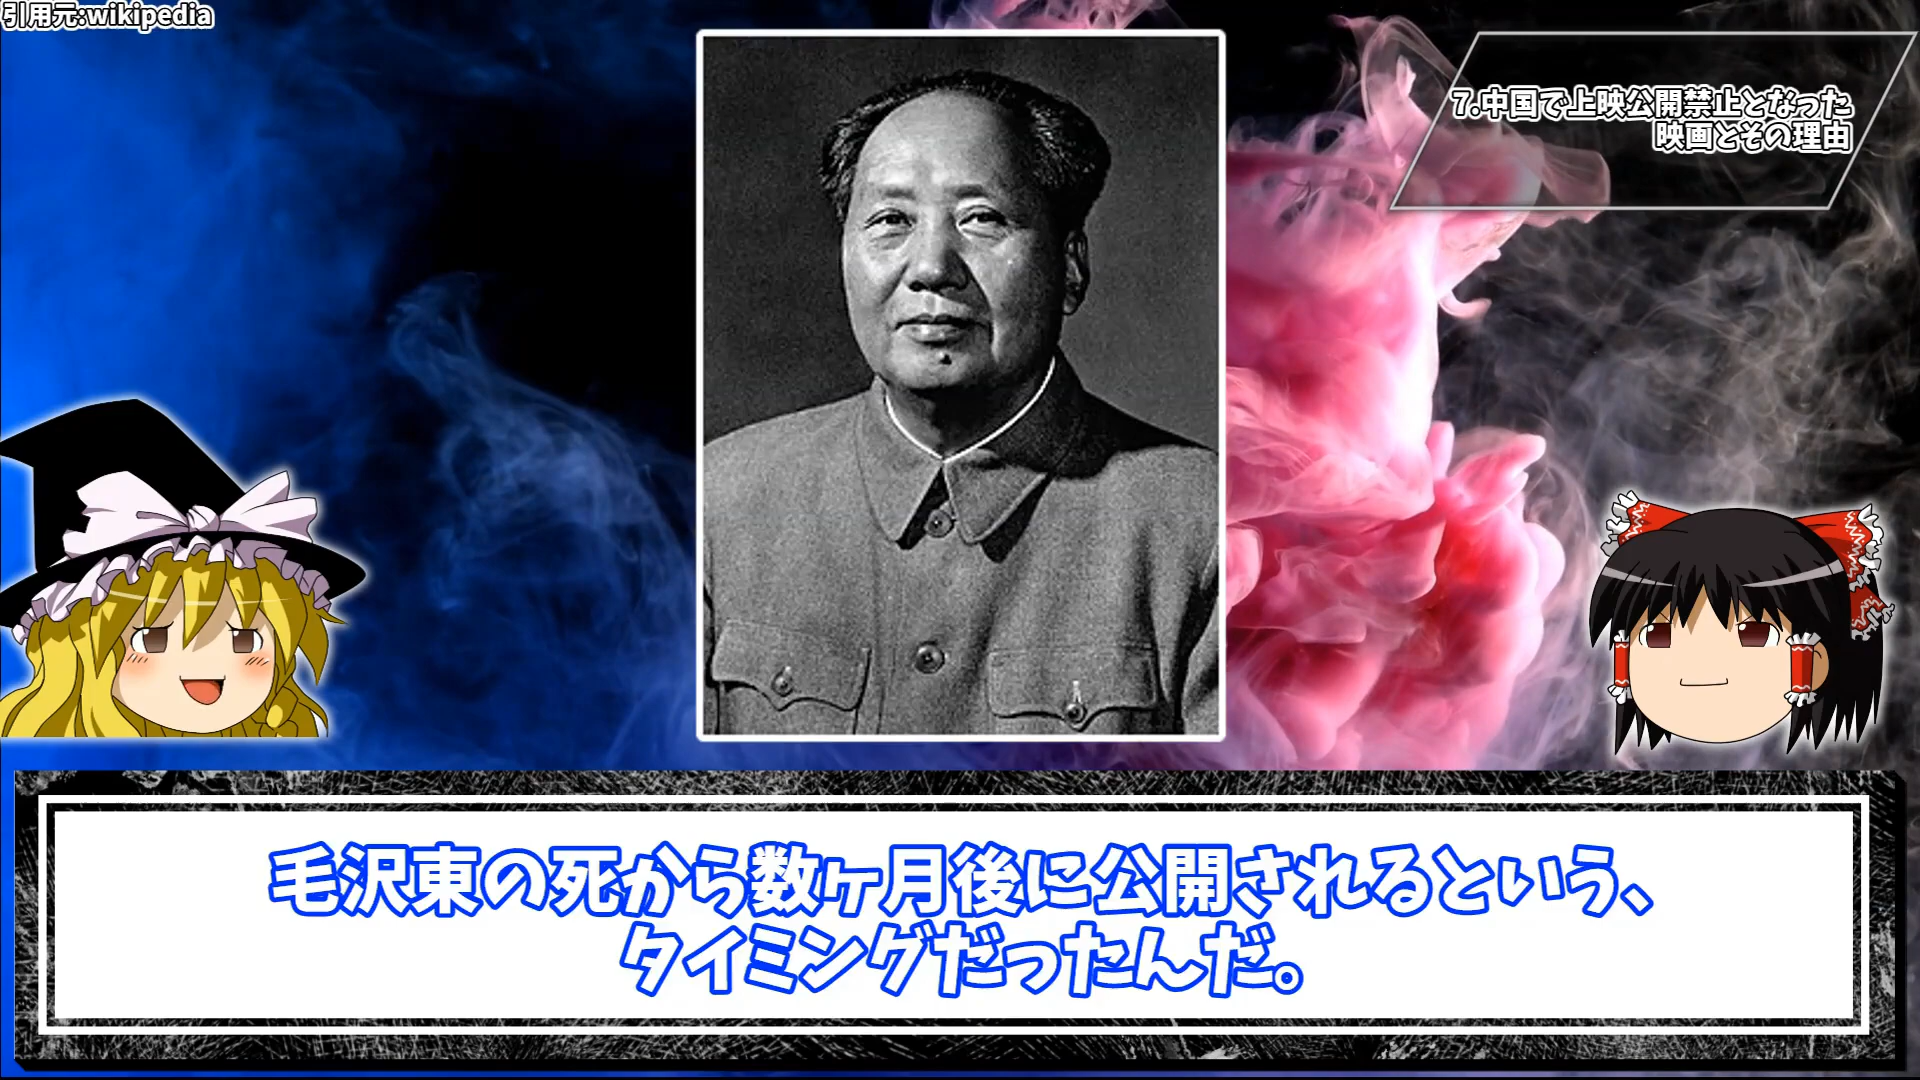 引用元:wikipedia
7.中国で上映公開禁止となった
映画とその理由
毛沢東の死から数ヶ月後に公開されるという、
タイミングだったんだ。